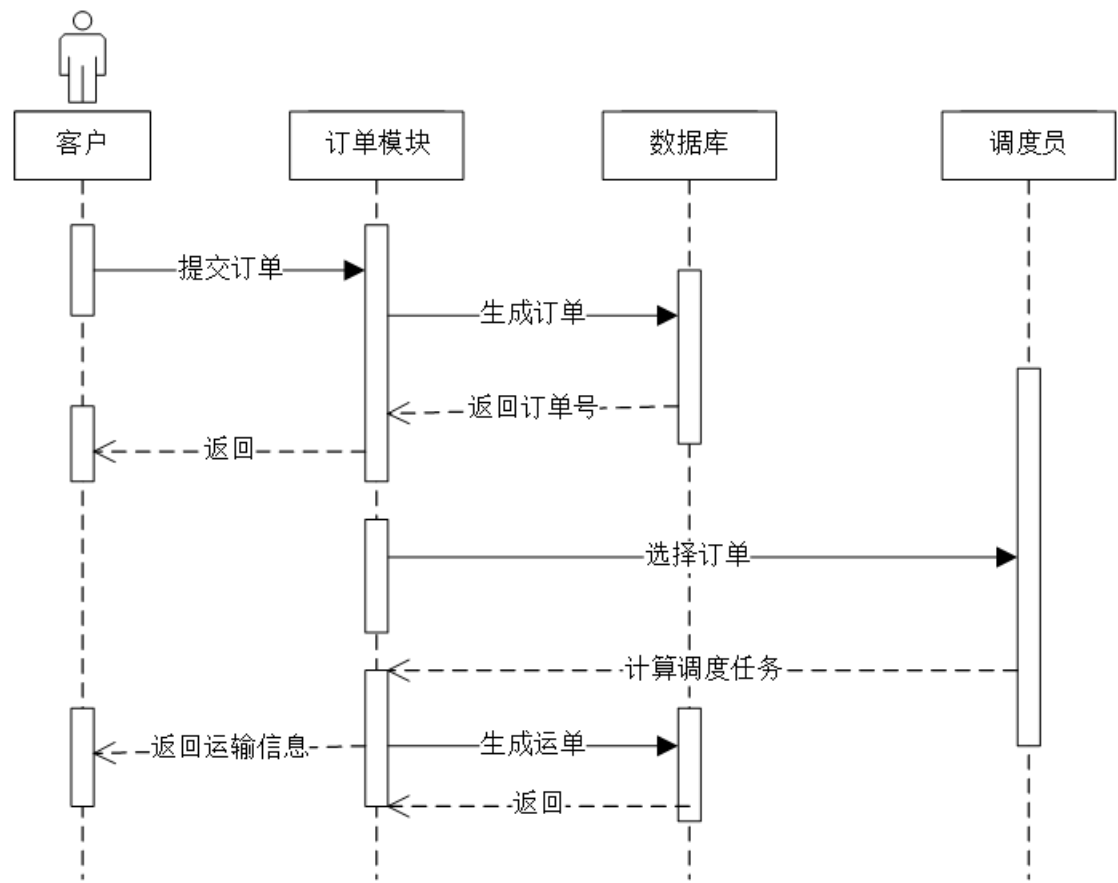 客户
订单模块
数据库
调度员
提交订单
生成订单
返回订单号
返回
选择订单
计算调度任务
返回运输信息
生成运单
返回